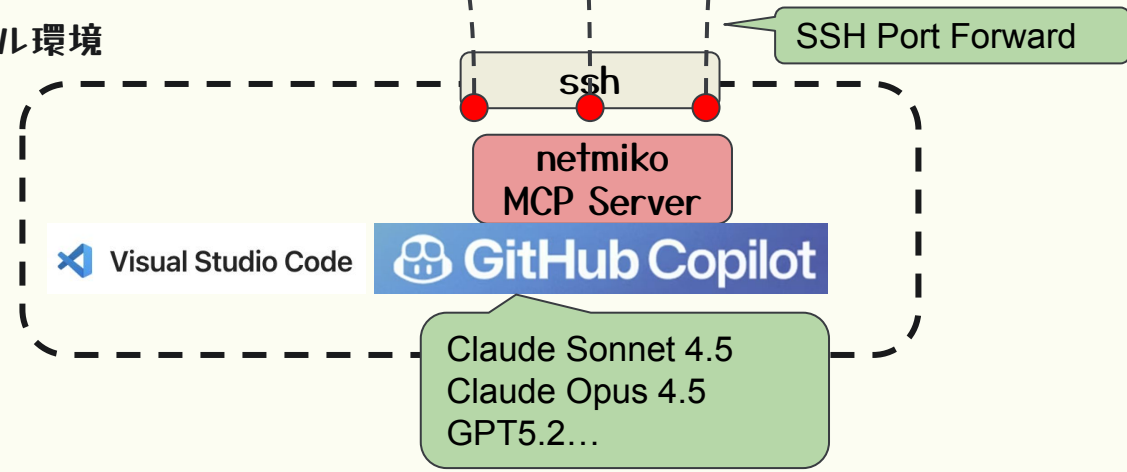 SSH Port Forward
ル環境
ssh
netmiko
MCP Server
Visual Studio Code
GitHub Copilot
Claude Sonnet 4.5
Claude Opus 4.5
GPT5.2...